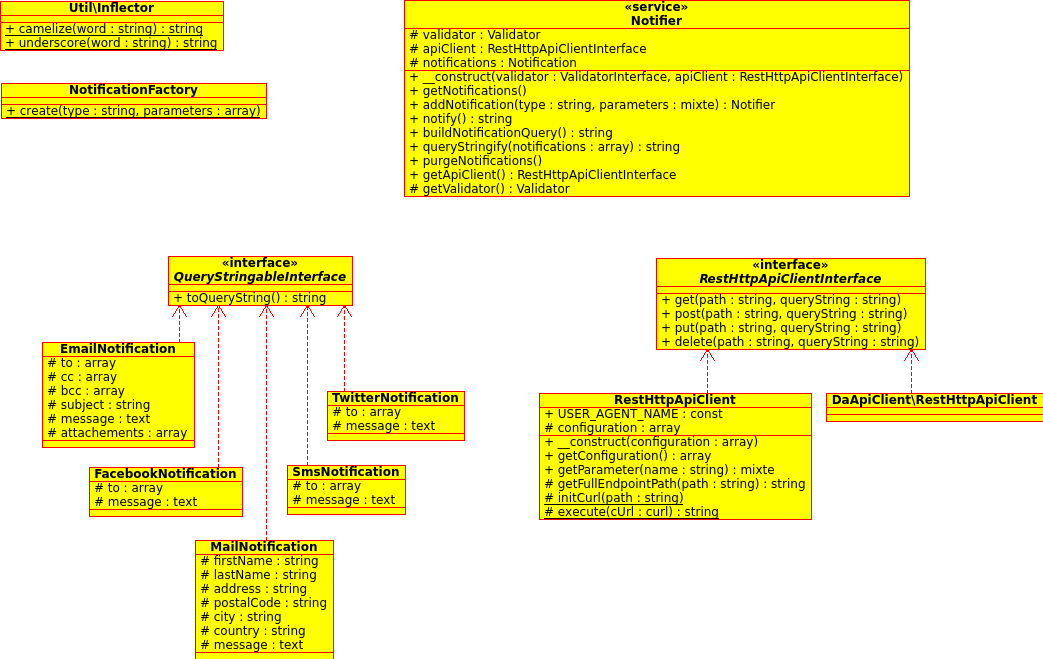 Util\Inflector
+ camelize(word : string) : string
+ underscore(word : string) : string
NotificationFactory
+ create(type : string, parameters : array)
«service»
Notifier
# validator : Validator
# apiClient : RestHttpApiClientInterface
# notifications : Notification
+ __construct(validator : ValidatorInterface, apiClient : RestHttpApiClientInterface)
+ getNotifications()
+ addNotification(type : string, parameters : mixte) : Notifier
+ notify() : string
+ buildNotificationQuery() : string
+ queryStringify(notifications : array) : string
+ purgeNotifications()
+ getApiClient() : RestHttpApiClientInterface
# getValidator() : Validator
«interface»
QueryStringableInterface
+ toQueryString() : string
«interface»
RestHttpApiClientInterface
+ get(path : string, queryString : string)
+ post(path : string, queryString : string)
+ put(path : string, queryString : string)
+ delete(path : string, queryString : string)
EmailNotification
# to : array
# cc : array
# bcc : array
# subject : string
# message : text
# attachements : array
TwitterNotification
# to : array
# message : text
FacebookNotification
# to : array
# message : text
SmsNotification
# to : array
# message : text
MailNotification
# firstName : string
# lastName : string
# address : string
# postalCode : string
# city : string
# country : string
# message : text
RestHttpApiClient
+ USER_AGENT_NAME : const
# configuration : array
+ __construct(configuration : array)
+ getConfiguration() : array
+ getParameter(name : string) : mixte
# getFullEndpointPath(path : string) : string
# initCurl(path : string)
# execute(cUrl : curl) : string
DaApiClient\RestHttpApiClient